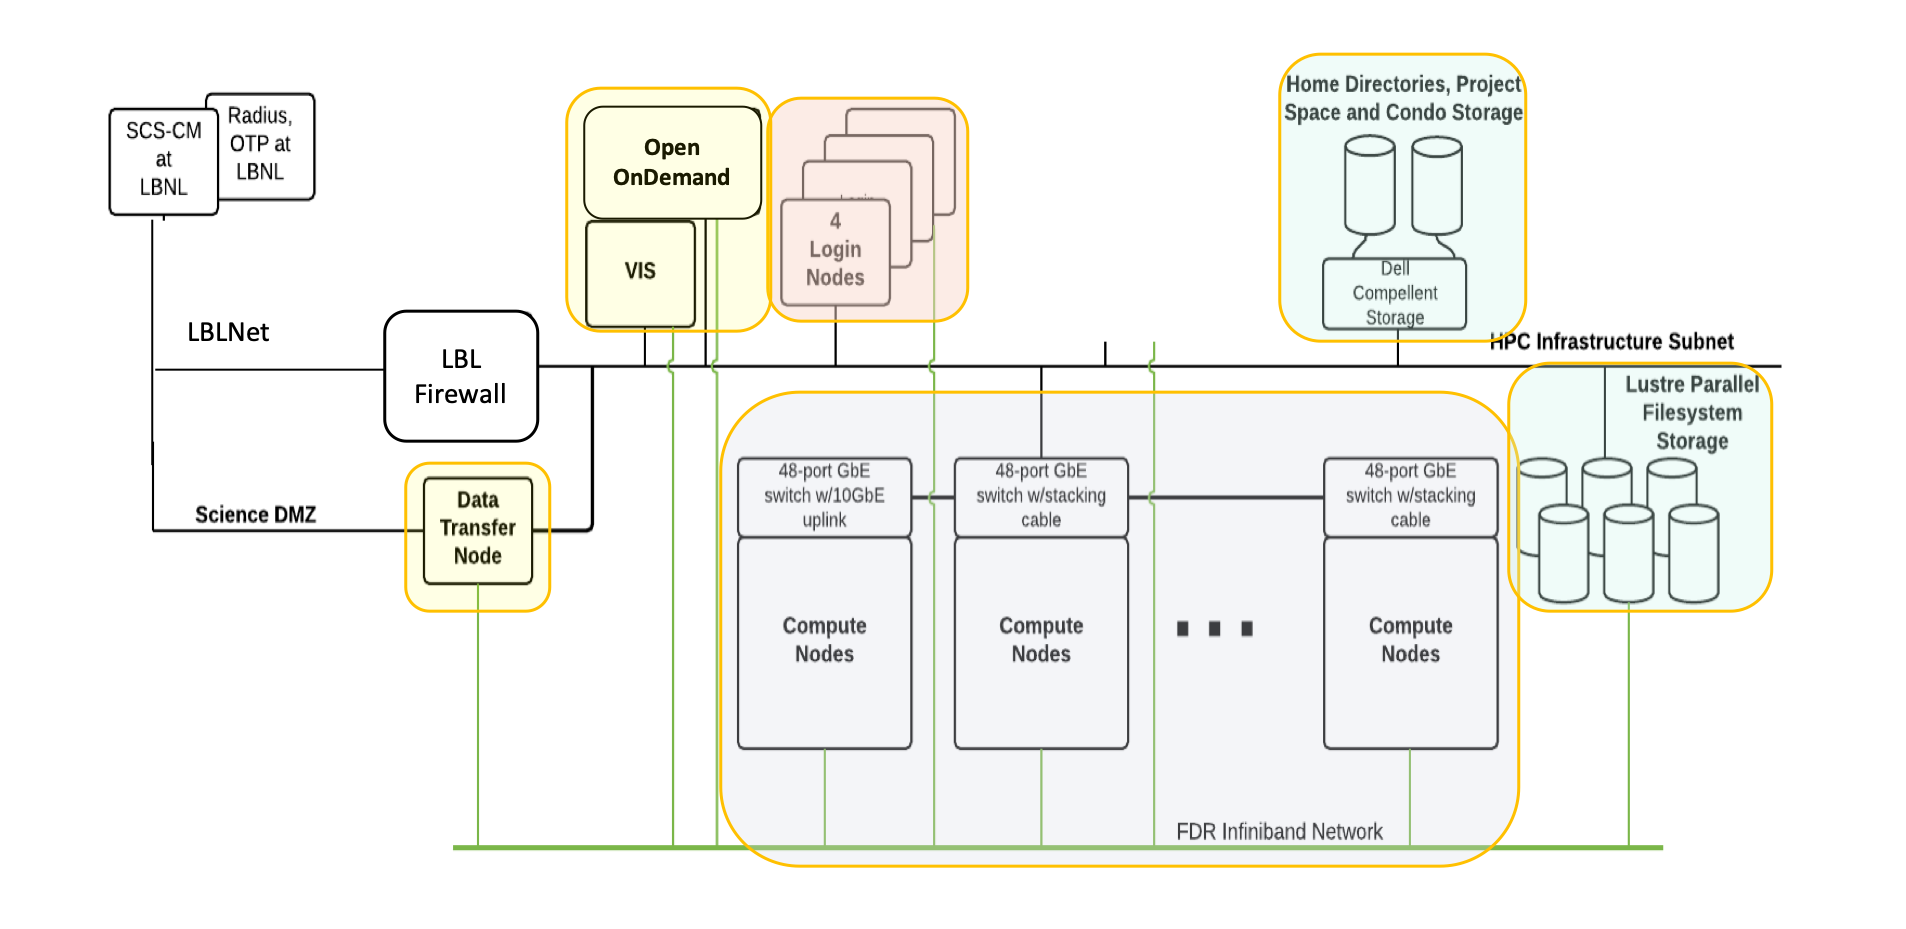 Home Directories, Project
Space and Condo Storage
Radius,
OTP at
LBNL
SCS-CM
at
LBNL
Open
OnDemand
VIS
4
Login
Nodes
Login
Dell
Compellent
Storage
LBLNet
LBL
Firewall
HPC Infrastructure Subnet
Lustre Parallel
Filesystem
Storage
Science DMZ
Data
Transfer
Node
48-port GbE
switch w/10GbE
uplink
48-port GbE
switch w/stacking
cable
48-port GbE
switch w/stacking
cable
Compute
Nodes
Compute
Nodes
Compute
Nodes
FDR Infiniband Network